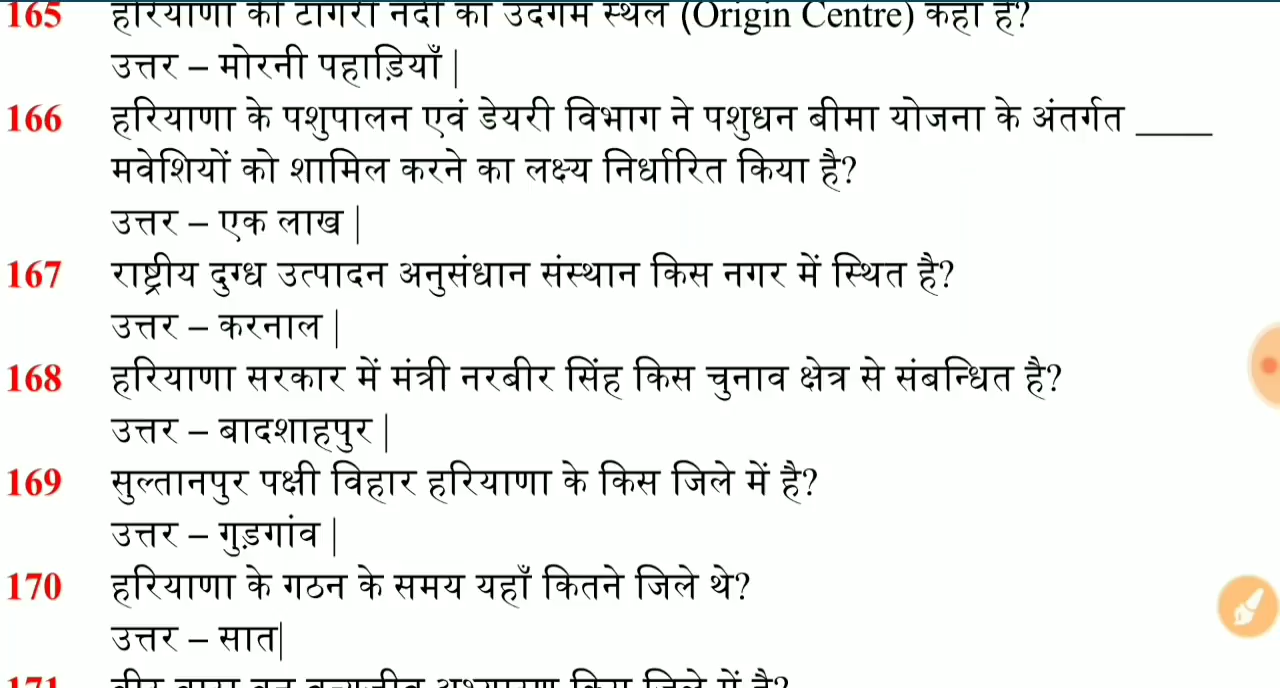 165 हरियाणा की टांगरी नदी का उदगम स्थल (Origin Centre) कहाँ है?
उत्तर – मोरनी पहाड़ियाँ |
166 हरियाणा के पशुपालन एवं डेयरी विभाग ने पशुधन बीमा योजना के अंतर्गत ____
मवेशियों को शामिल करने का लक्ष्य निर्धारित किया है?
उत्तर – एक लाख |
167 राष्ट्रीय दुग्ध उत्पादन अनुसंधान संस्थान किस नगर में स्थित है?
उत्तर – करनाल |
168 हरियाणा सरकार में मंत्री नरबीर सिंह किस चुनाव क्षेत्र से संबन्धित है?
उत्तर – बादशाहपुर |
169 सुल्तानपुर पक्षी विहार हरियाणा के किस जिले में है?
उत्तर – गुड़गांव |
170 हरियाणा के गठन के समय यहाँ कितने जिले थे?
उत्तर – सात|
171 किस जिले में है?